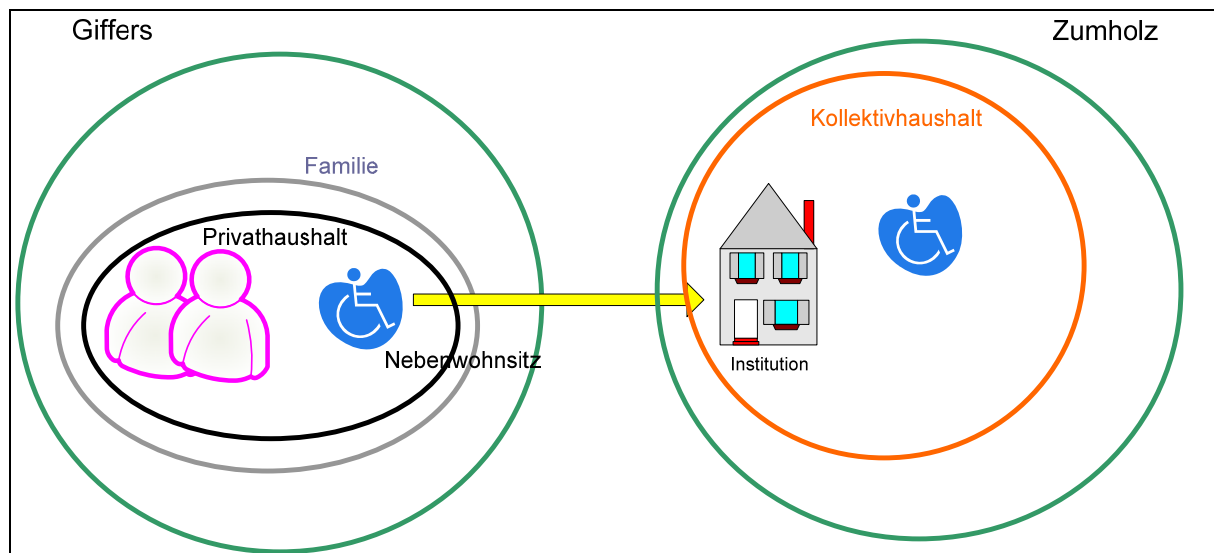 Giffers
Zumholz
Kollektivhaushalt
Familie
Privathaushalt
Nebenwohnsitz
Institution